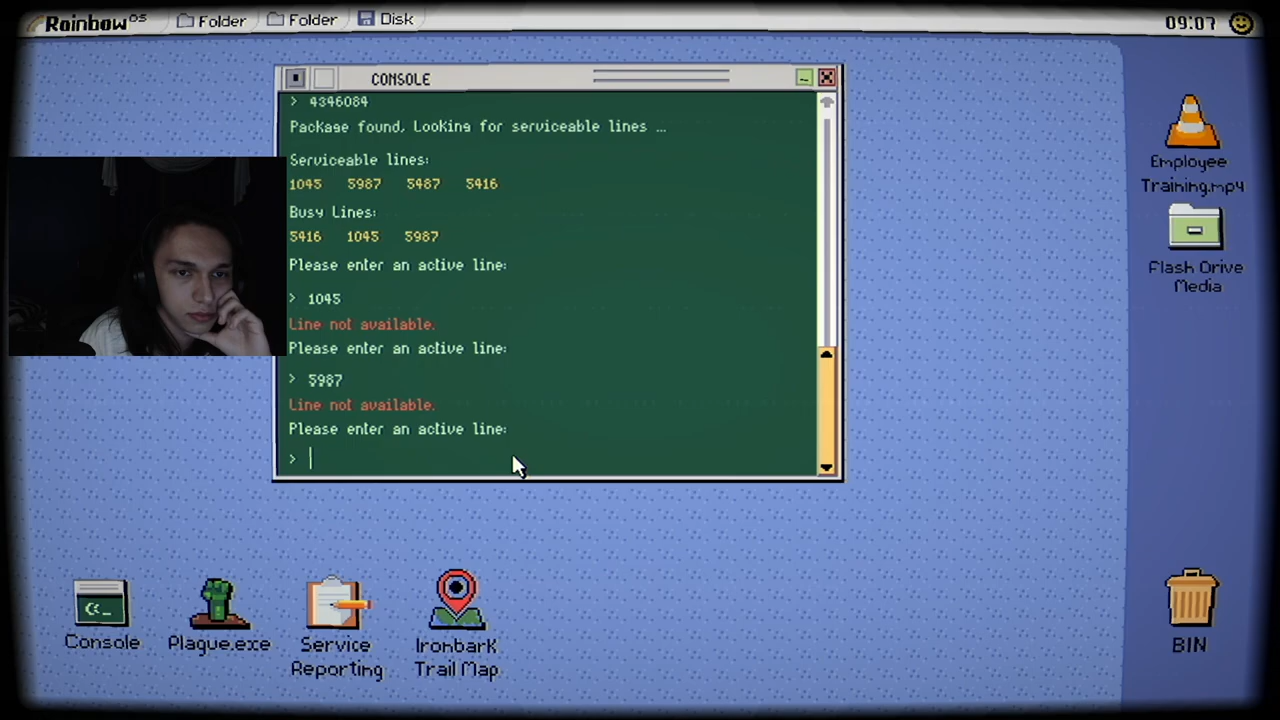 RainbowOS Folder Folder Disk 09:07
CONSOLE
> 4346084
Package found, Looking for serviceable lines ...
Serviceable lines:
1045 5987 5487 5416
Busy Lines:
5416 1045 5987
Please enter an active line:
> 1045
Line not available.
Please enter an active line:
> 5987
Line not available.
Please enter an active line:
>
Employee
Training.mp4
Flash Drive
Media
Console
Plague.exe
Service
Reporting
Ironbark
Trail Map
BIN